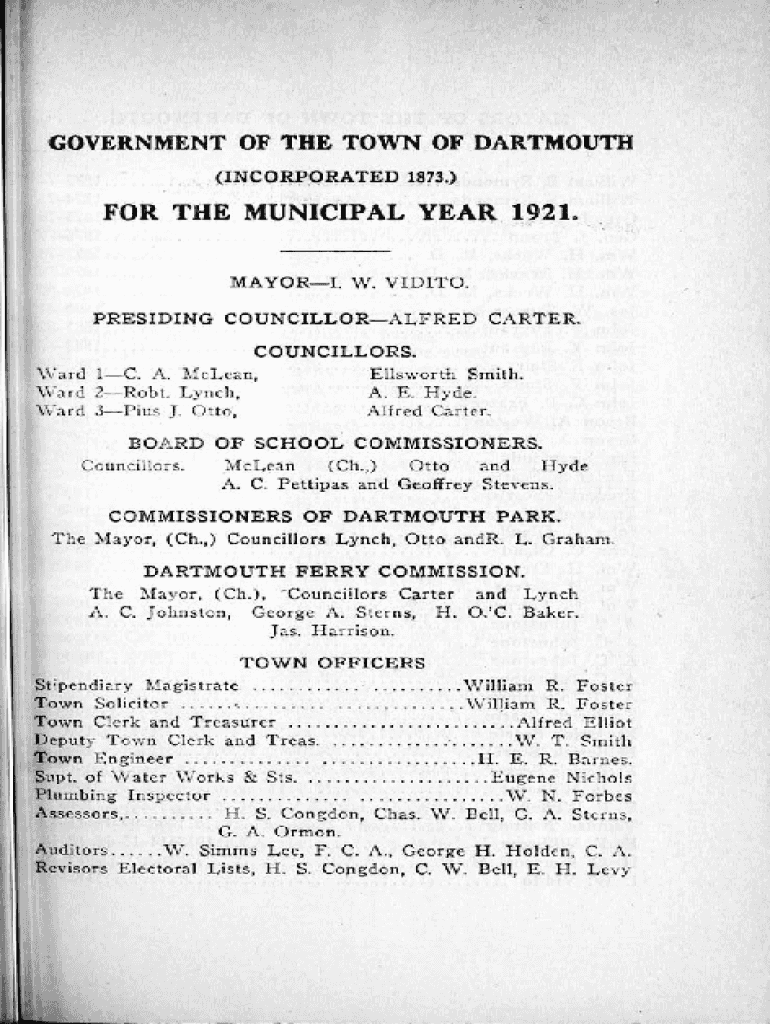 GOVERNMENT OF THE TOWN OF DARTMOUTH
(INCORPORATED 1873.)
FOR THE MUNICIPAL YEAR 1921.
MAYOR—I. W. VIDITO.
PRESIDING COUNCILLOR—ALFRED CARTER.
COUNCILLORS.
Ward 1—C. A. McLean, Ellsworth Smith.
Ward 2—Robt. Lynch, A. E. Hyde.
Ward 3—Pius J. Otto, Alfred Carter.
BOARD OF SCHOOL COMMISSIONERS.
Councillors. McLean (Ch.,) Otto and Hyde
A. C. Pettipas and Geoffrey Stevens.
COMMISSIONERS OF DARTMOUTH PARK.
The Mayor, (Ch.,) Councillors Lynch, Otto andR. L. Graham.
DARTMOUTH FERRY COMMISSION.
The Mayor, (Ch.), Councillors Carter and Lynch
A. C. Johnston, George A. Sterns, H. O.'C. Baker.
Jas. Harrison.
TOWN OFFICERS
Stipendiary Magistrate ........................ William R. Foster
Town Solicitor ................................ William R. Foster
Town Clerk and Treasurer ........................ Alfred Elliot
Deputy Town Clerk and Treas. .................... W. T. Smith
Town Engineer ................................ H. E. R. Barnes.
Supt. of Water Works & Sts. .................... Eugene Nichols
Plumbing Inspector .............................. W. N. Forbes
Assessors,.......... H. S. Congdon, Chas. W. Bell, G. A. Sterns,
G. A. Ormon.
Auditors......W. Simms Lee, F. C. A., George H. Holden, C. A.
Revisors Electoral Lists, H. S. Congdon, C. W. Bell, E. H. Levy